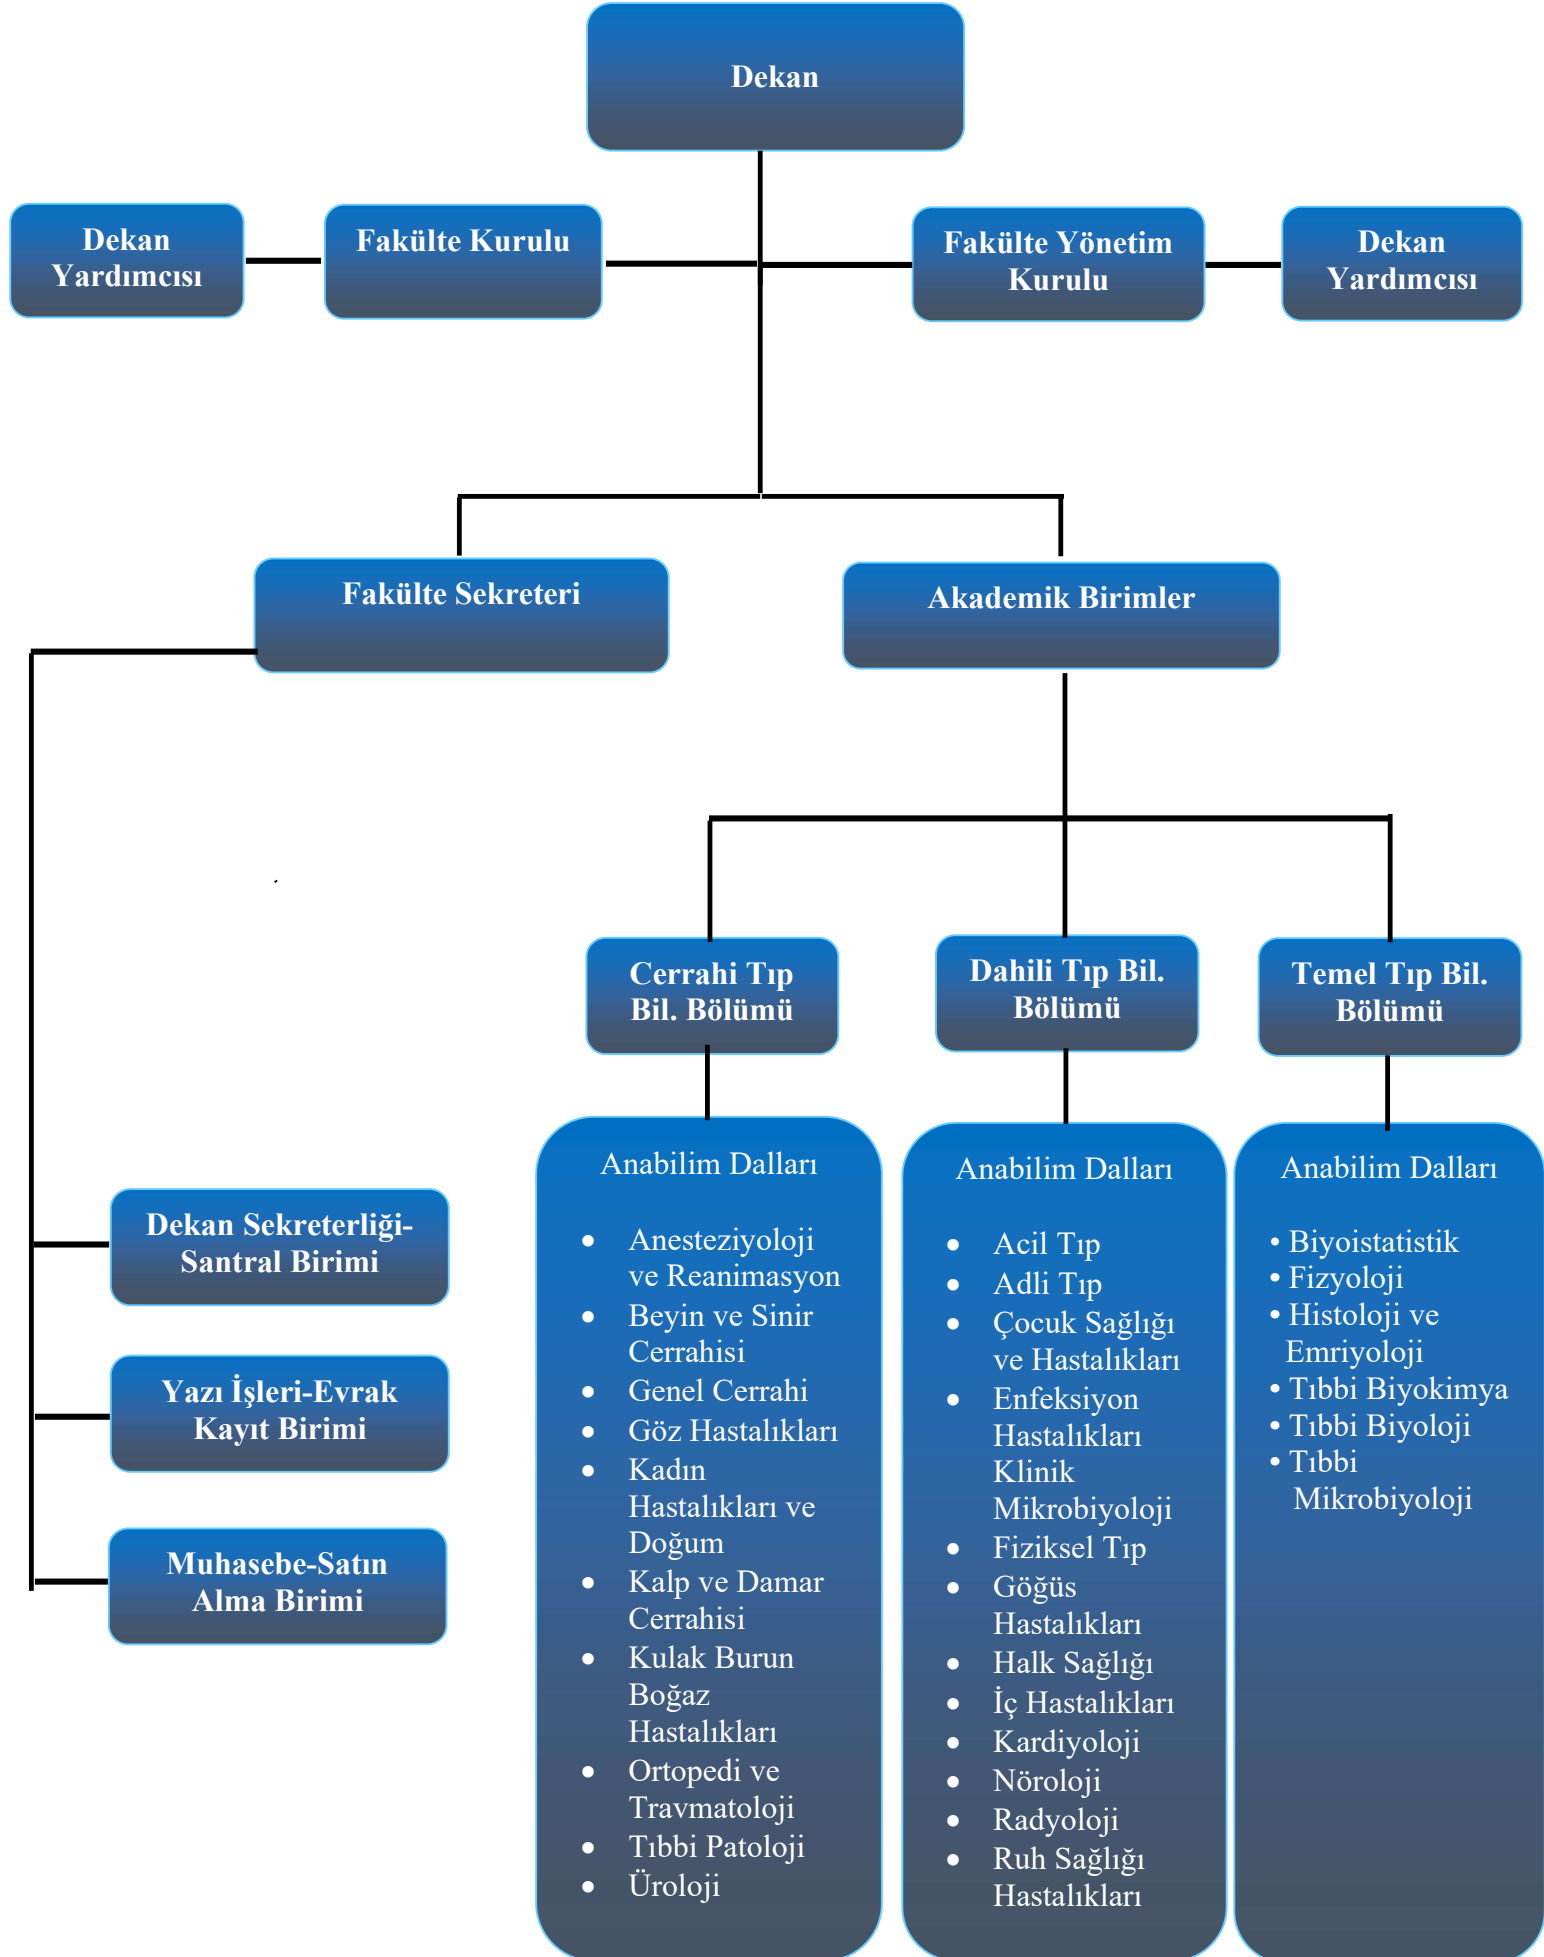 Dekan
Dekan
Yardımcısı
Fakülte Kurulu
Fakülte Yönetim
Kurulu
Dekan
Yardımcısı
Fakülte Sekreteri
Akademik Birimler
Cerrahi Tıp
Bil. Bölümü
Dahili Tıp Bil.
Bölümü
Temel Tıp Bil.
Bölümü
Dekan Sekreterliği-
Santral Birimi
Yazı İşleri-Evrak
Kayıt Birimi
Muhasebe-Satın
Alma Birimi
Anabilim Dalları
• Anesteziyoloji
ve Reanimasyon
• Beyin ve Sinir
Cerrahisi
• Genel Cerrahi
• Göz Hastalıkları
• Kadın
Hastalıkları ve
Doğum
• Kalp ve Damar
Cerrahisi
• Kulak Burun
Boğaz
Hastalıkları
• Ortopedi ve
Travmatoloji
• Tıbbi Patoloji
• Üroloji
Anabilim Dalları
• Acil Tıp
• Adli Tıp
• Çocuk Sağlığı
ve Hastalıkları
• Enfeksiyon
Hastalıkları
Klinik
Mikrobiyoloji
• Fiziksel Tıp
• Göğüs
Hastalıkları
• Halk Sağlığı
• İç Hastalıkları
• Kardiyoloji
• Nöroloji
• Radyoloji
• Ruh Sağlığı
Hastalıkları
Anabilim Dalları
• Biyoistatistik
• Fizyoloji
• Histoloji ve
Emriyoloji
• Tıbbi Biyokimya
• Tıbbi Biyoloji
• Tıbbi
Mikrobiyoloji